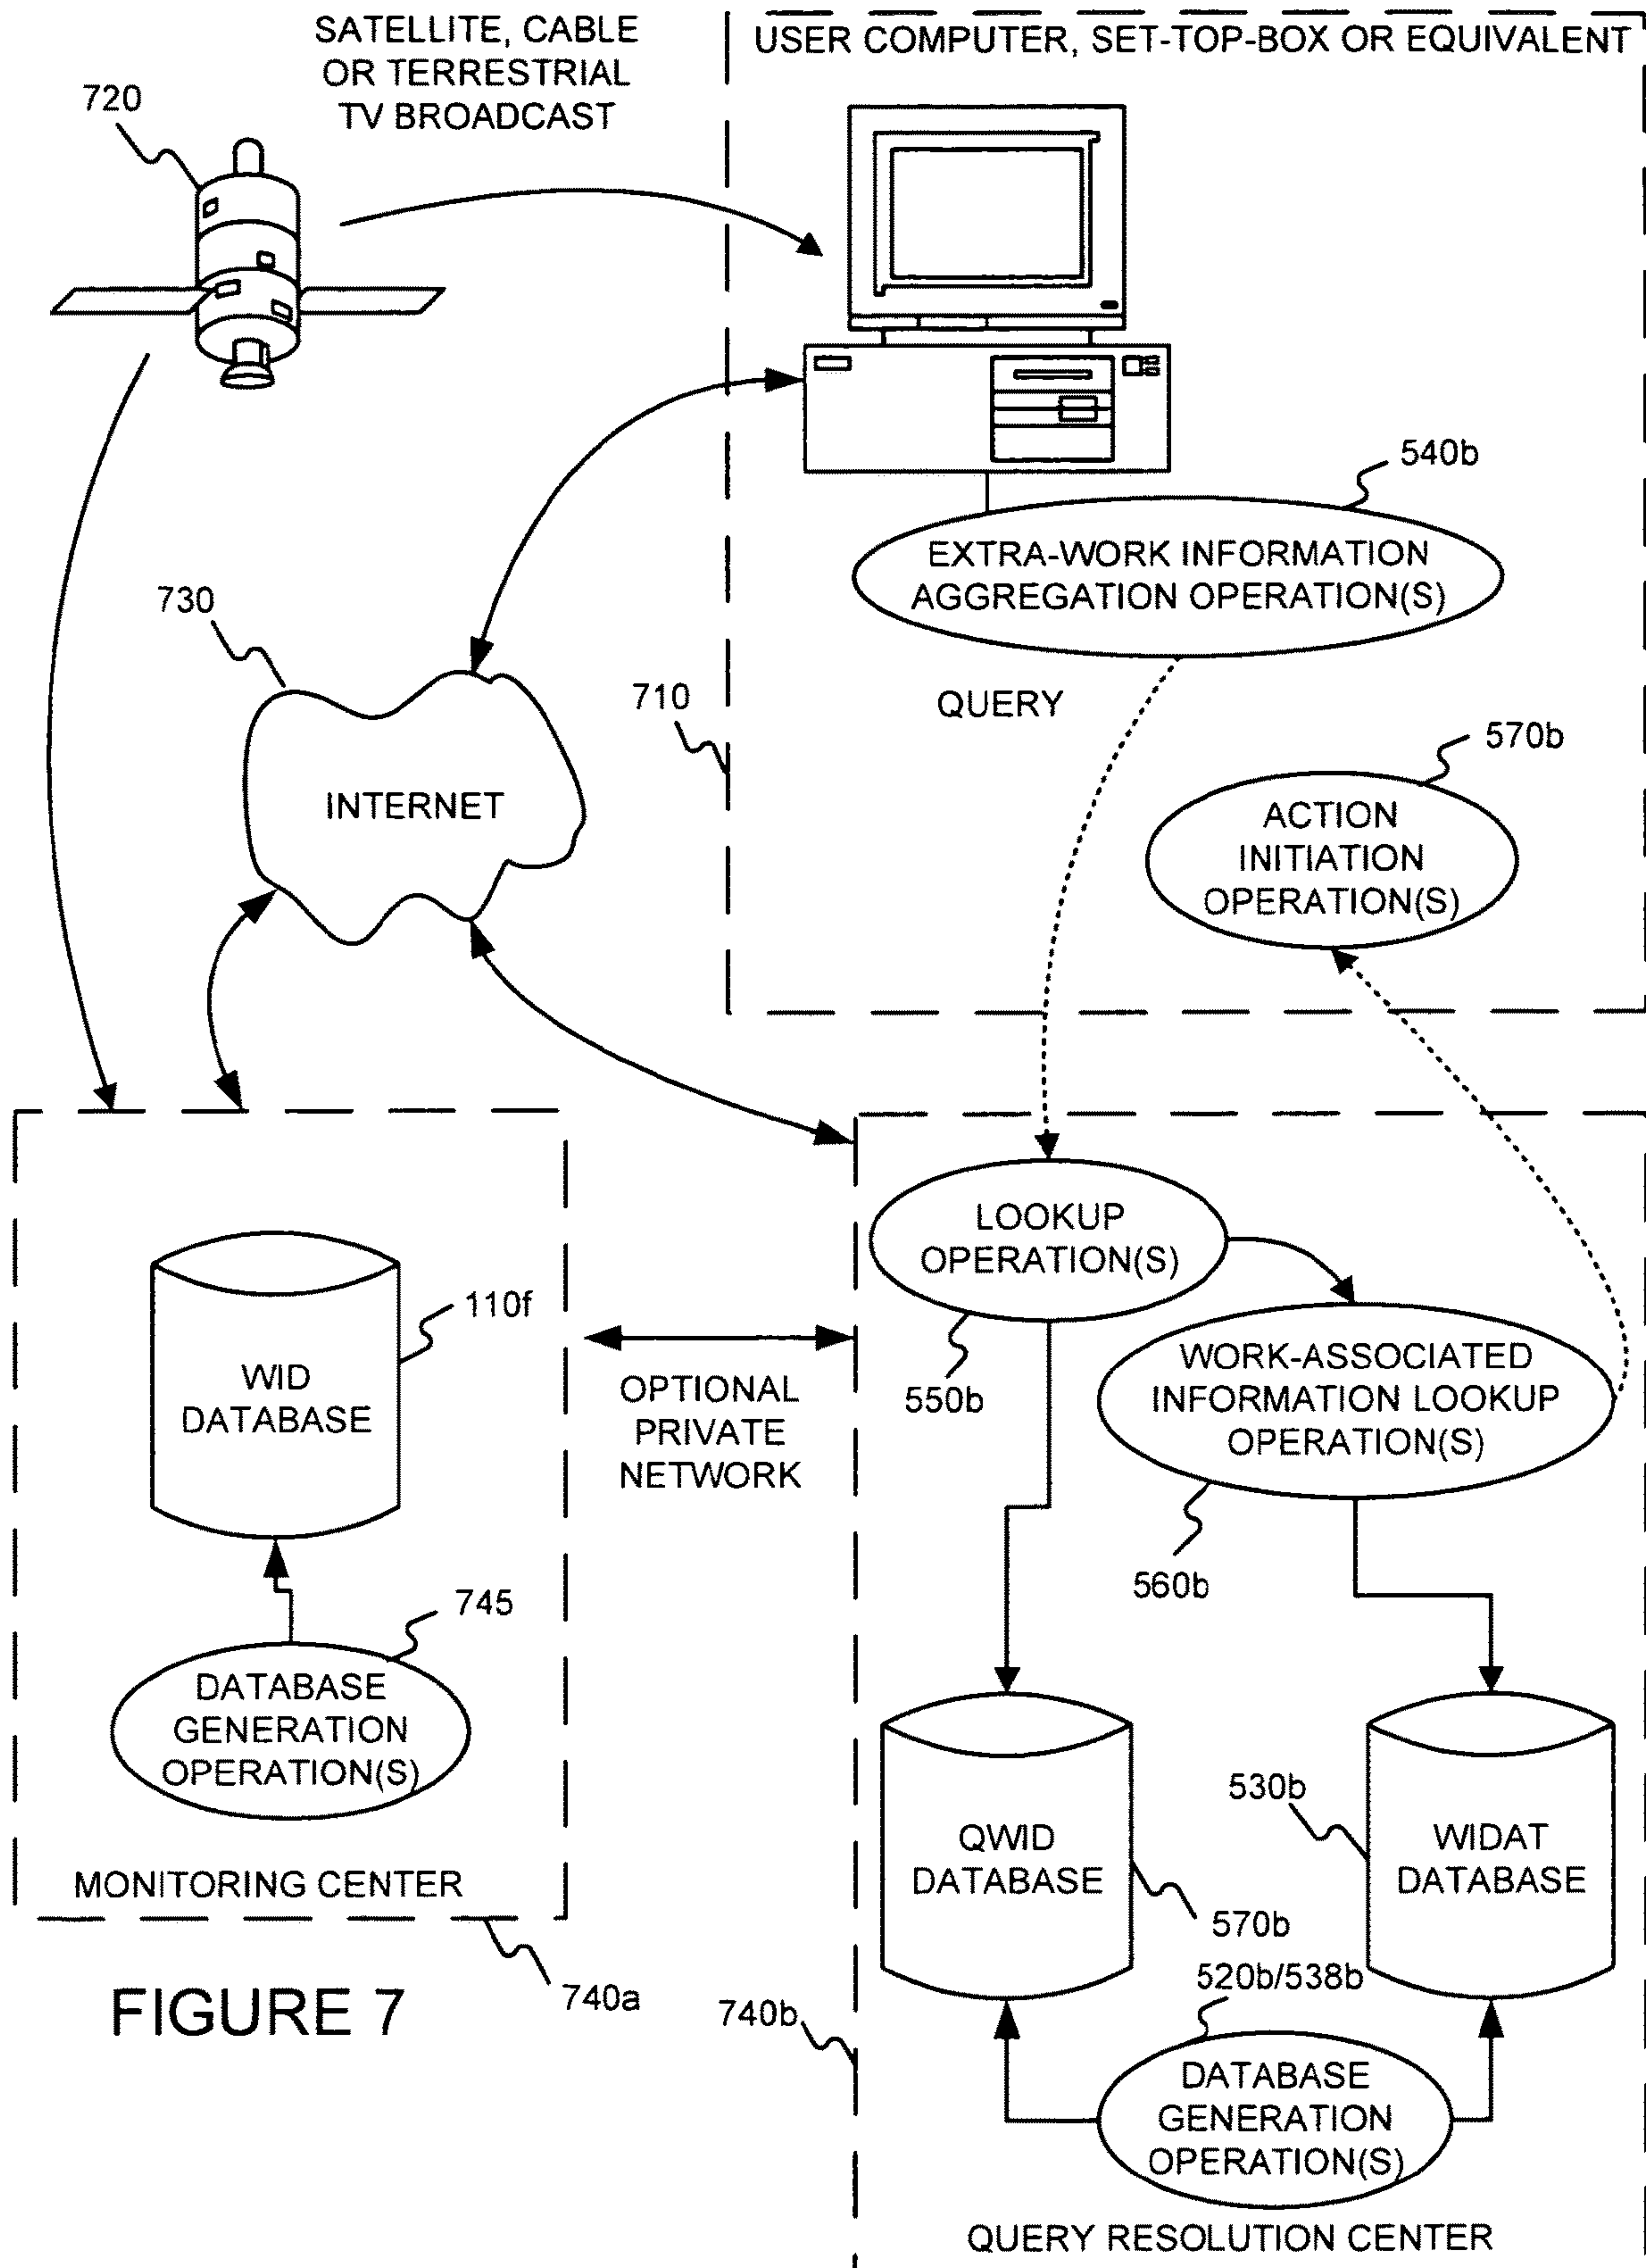 SATELLITE, CABLE
OR TERRESTRIAL
TV BROADCAST
USER COMPUTER, SET-TOP-BOX OR EQUIVALENT
720
540b
EXTRA-WORK INFORMATION
AGGREGATION OPERATION(S)
730
710
QUERY
570b
INTERNET
ACTION
INITIATION
OPERATION(S)
LOOKUP
OPERATION(S)
110f
WID
DATABASE
OPTIONAL
PRIVATE
NETWORK
550b
WORK-ASSOCIATED
INFORMATION LOOKUP
OPERATION(S)
560b
745
DATABASE
GENERATION
OPERATION(S)
530b
QWID
DATABASE
WIDAT
DATABASE
MONITORING CENTER
570b
740a
FIGURE 7
520b/538b
740b
DATABASE
GENERATION
OPERATION(S)
QUERY RESOLUTION CENTER